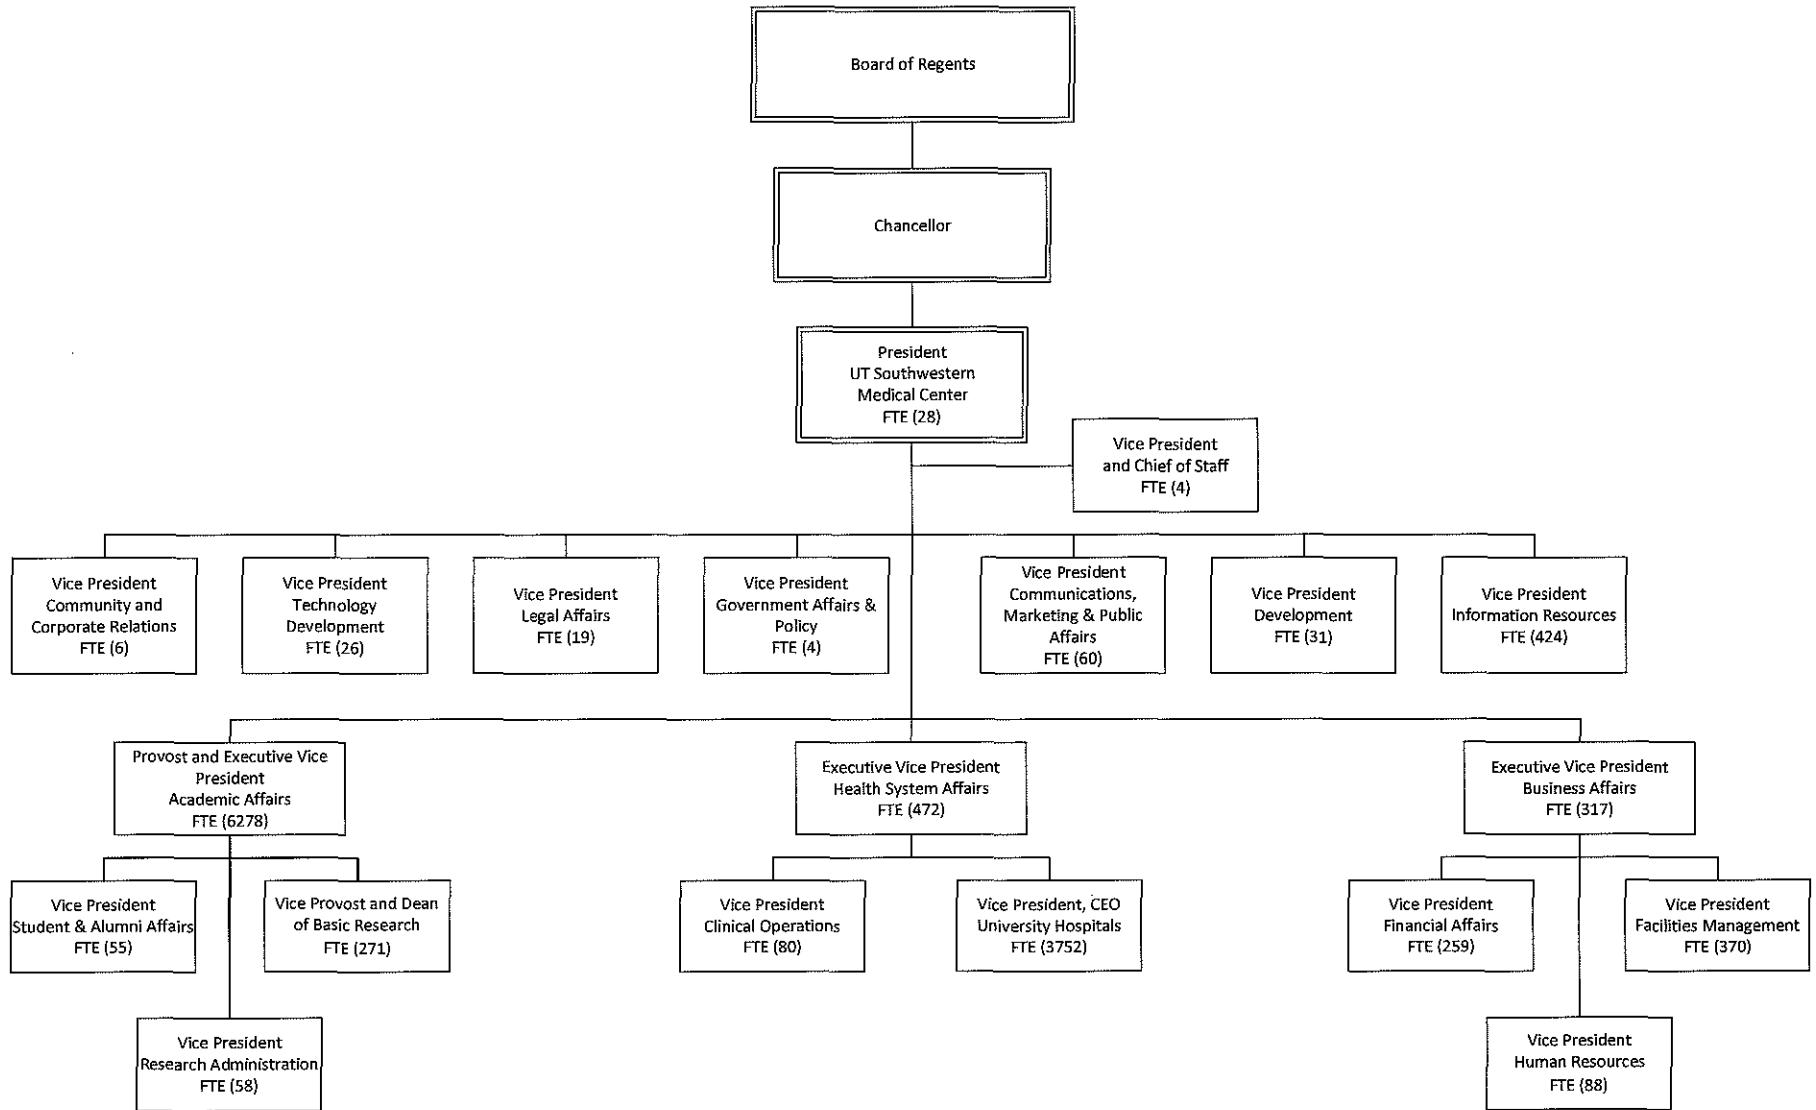 Board of Regents
Chancellor
President
UT Southwestern
Medical Center
FTE (28)
Vice President
and Chief of Staff
FTE (4)
Vice President
Community and
Corporate Relations
FTE (6)
Vice President
Technology
Development
FTE (26)
Vice President
Legal Affairs
FTE (19)
Vice President
Government Affairs &
Policy
FTE (4)
Vice President
Communications,
Marketing & Public
Affairs
FTE (60)
Vice President
Development
FTE (31)
Vice President
Information Resources
FTE (424)
Provost and Executive Vice
President
Academic Affairs
FTE (6278)
Executive Vice President
Health System Affairs
FTE (472)
Executive Vice President
Business Affairs
FTE (317)
Vice President
Student & Alumni Affairs
FTE (55)
Vice Provost and Dean
of Basic Research
FTE (271)
Vice President
Clinical Operations
FTE (80)
Vice President, CEO
University Hospitals
FTE (3752)
Vice President
Financial Affairs
FTE (259)
Vice President
Facilities Management
FTE (370)
Vice President
Research Administration
FTE (58)
Vice President
Human Resources
FTE (88)